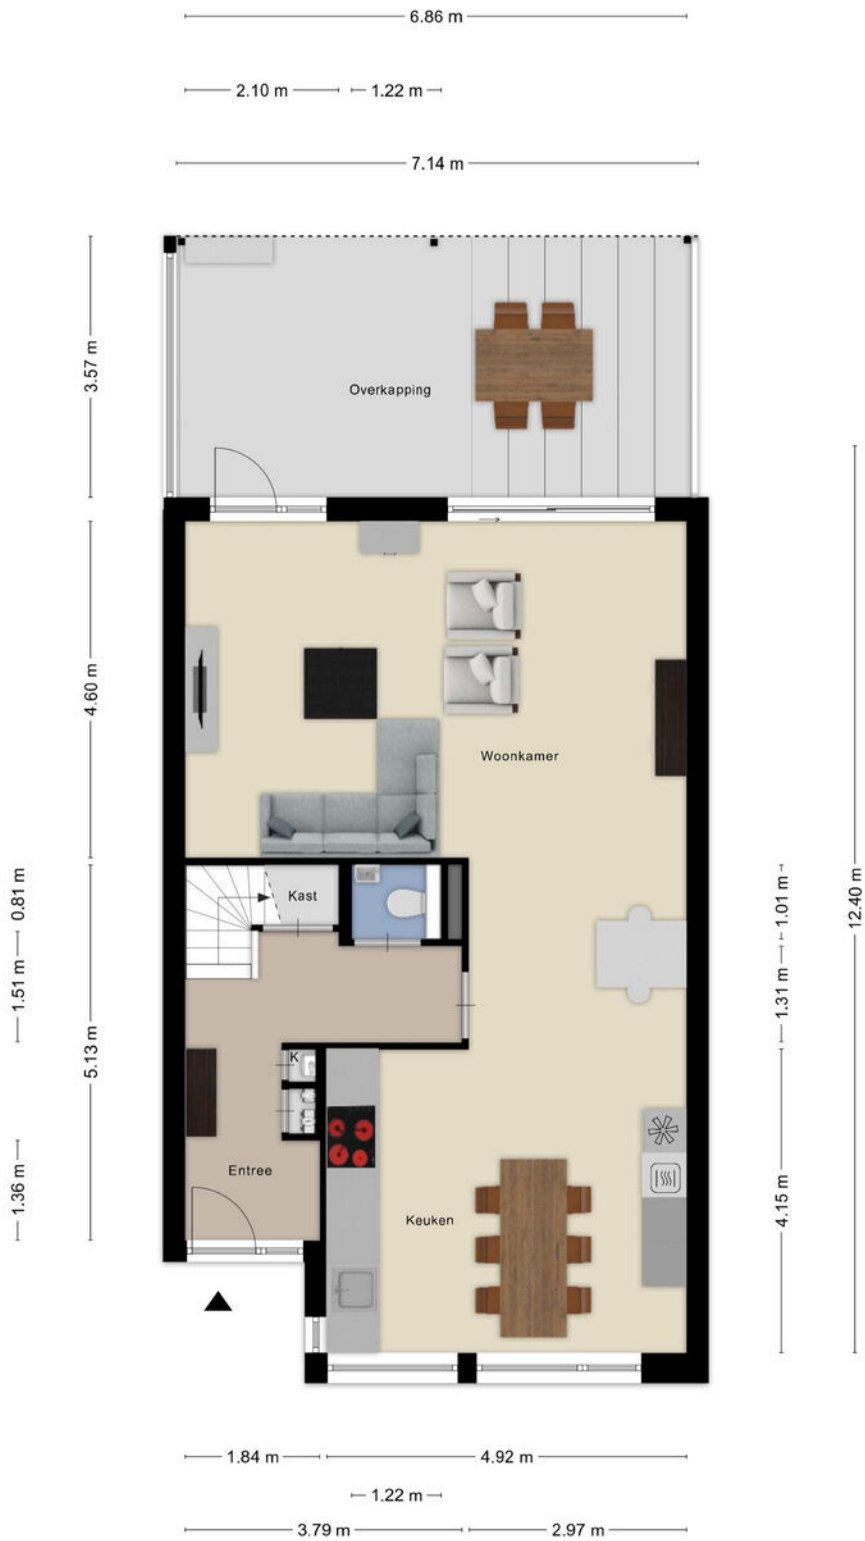 6.86 m
2.10 m
1.22 m
7.14 m
3.57 m
Overkapping
4.60 m
Woonkamer
12.40 m
0.81 m
Kast
1.01 m
1.51 m
1.31 m
5.13 m
K
1.36 m
Entree
Keuken
4.15 m
1.84 m
4.92 m
1.22 m
3.79 m
2.97 m